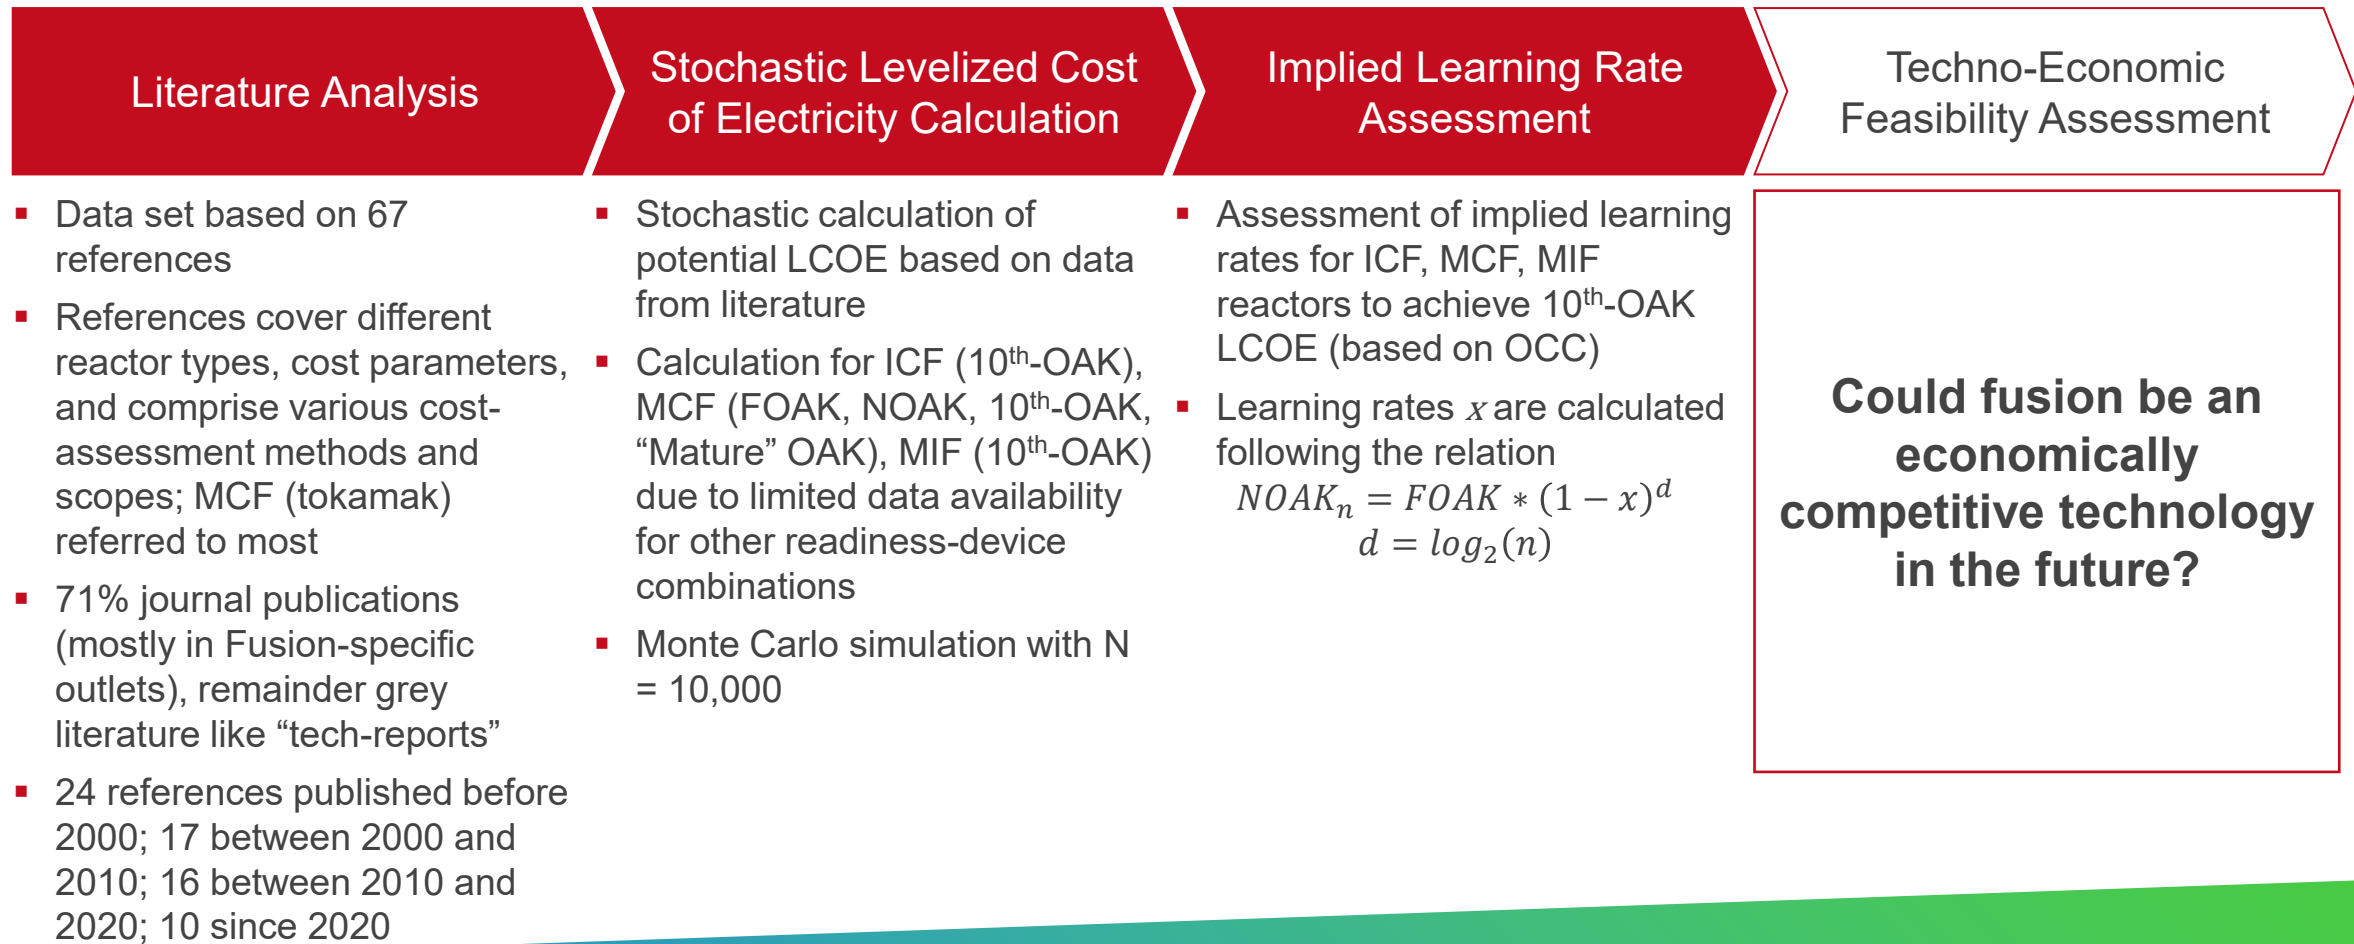 Literature Analysis
Stochastic Levelized Cost
of Electricity Calculation
Implied Learning Rate
Assessment
Techno-Economic
Feasibility Assessment
▪ Data set based on 67
references
▪ References cover different
reactor types, cost parameters,
and comprise various cost-
assessment methods and
scopes; MCF (tokamak)
referred to most
▪ 71% journal publications
(mostly in Fusion-specific
outlets), remainder grey
literature like “tech-reports”
▪ 24 references published before
2000; 17 between 2000 and
2010; 16 between 2010 and
2020; 10 since 2020
▪ Stochastic calculation of
potential LCOE based on data
from literature
▪ Calculation for ICF (10th-OAK),
MCF (FOAK, NOAK, 10th-OAK,
“Mature” OAK), MIF (10th-OAK)
due to limited data availability
for other readiness-device
combinations
▪ Monte Carlo simulation with N
= 10,000
▪ Assessment of implied learning
rates for ICF, MCF, MIF
reactors to achieve 10th-OAK
LCOE (based on OCC)
▪ Learning rates x are calculated
following the relation
NOAKₙ = FOAK ∗ (1 − x)ᵈ
d = log₂(n)
Could fusion be an
economically
competitive technology
in the future?